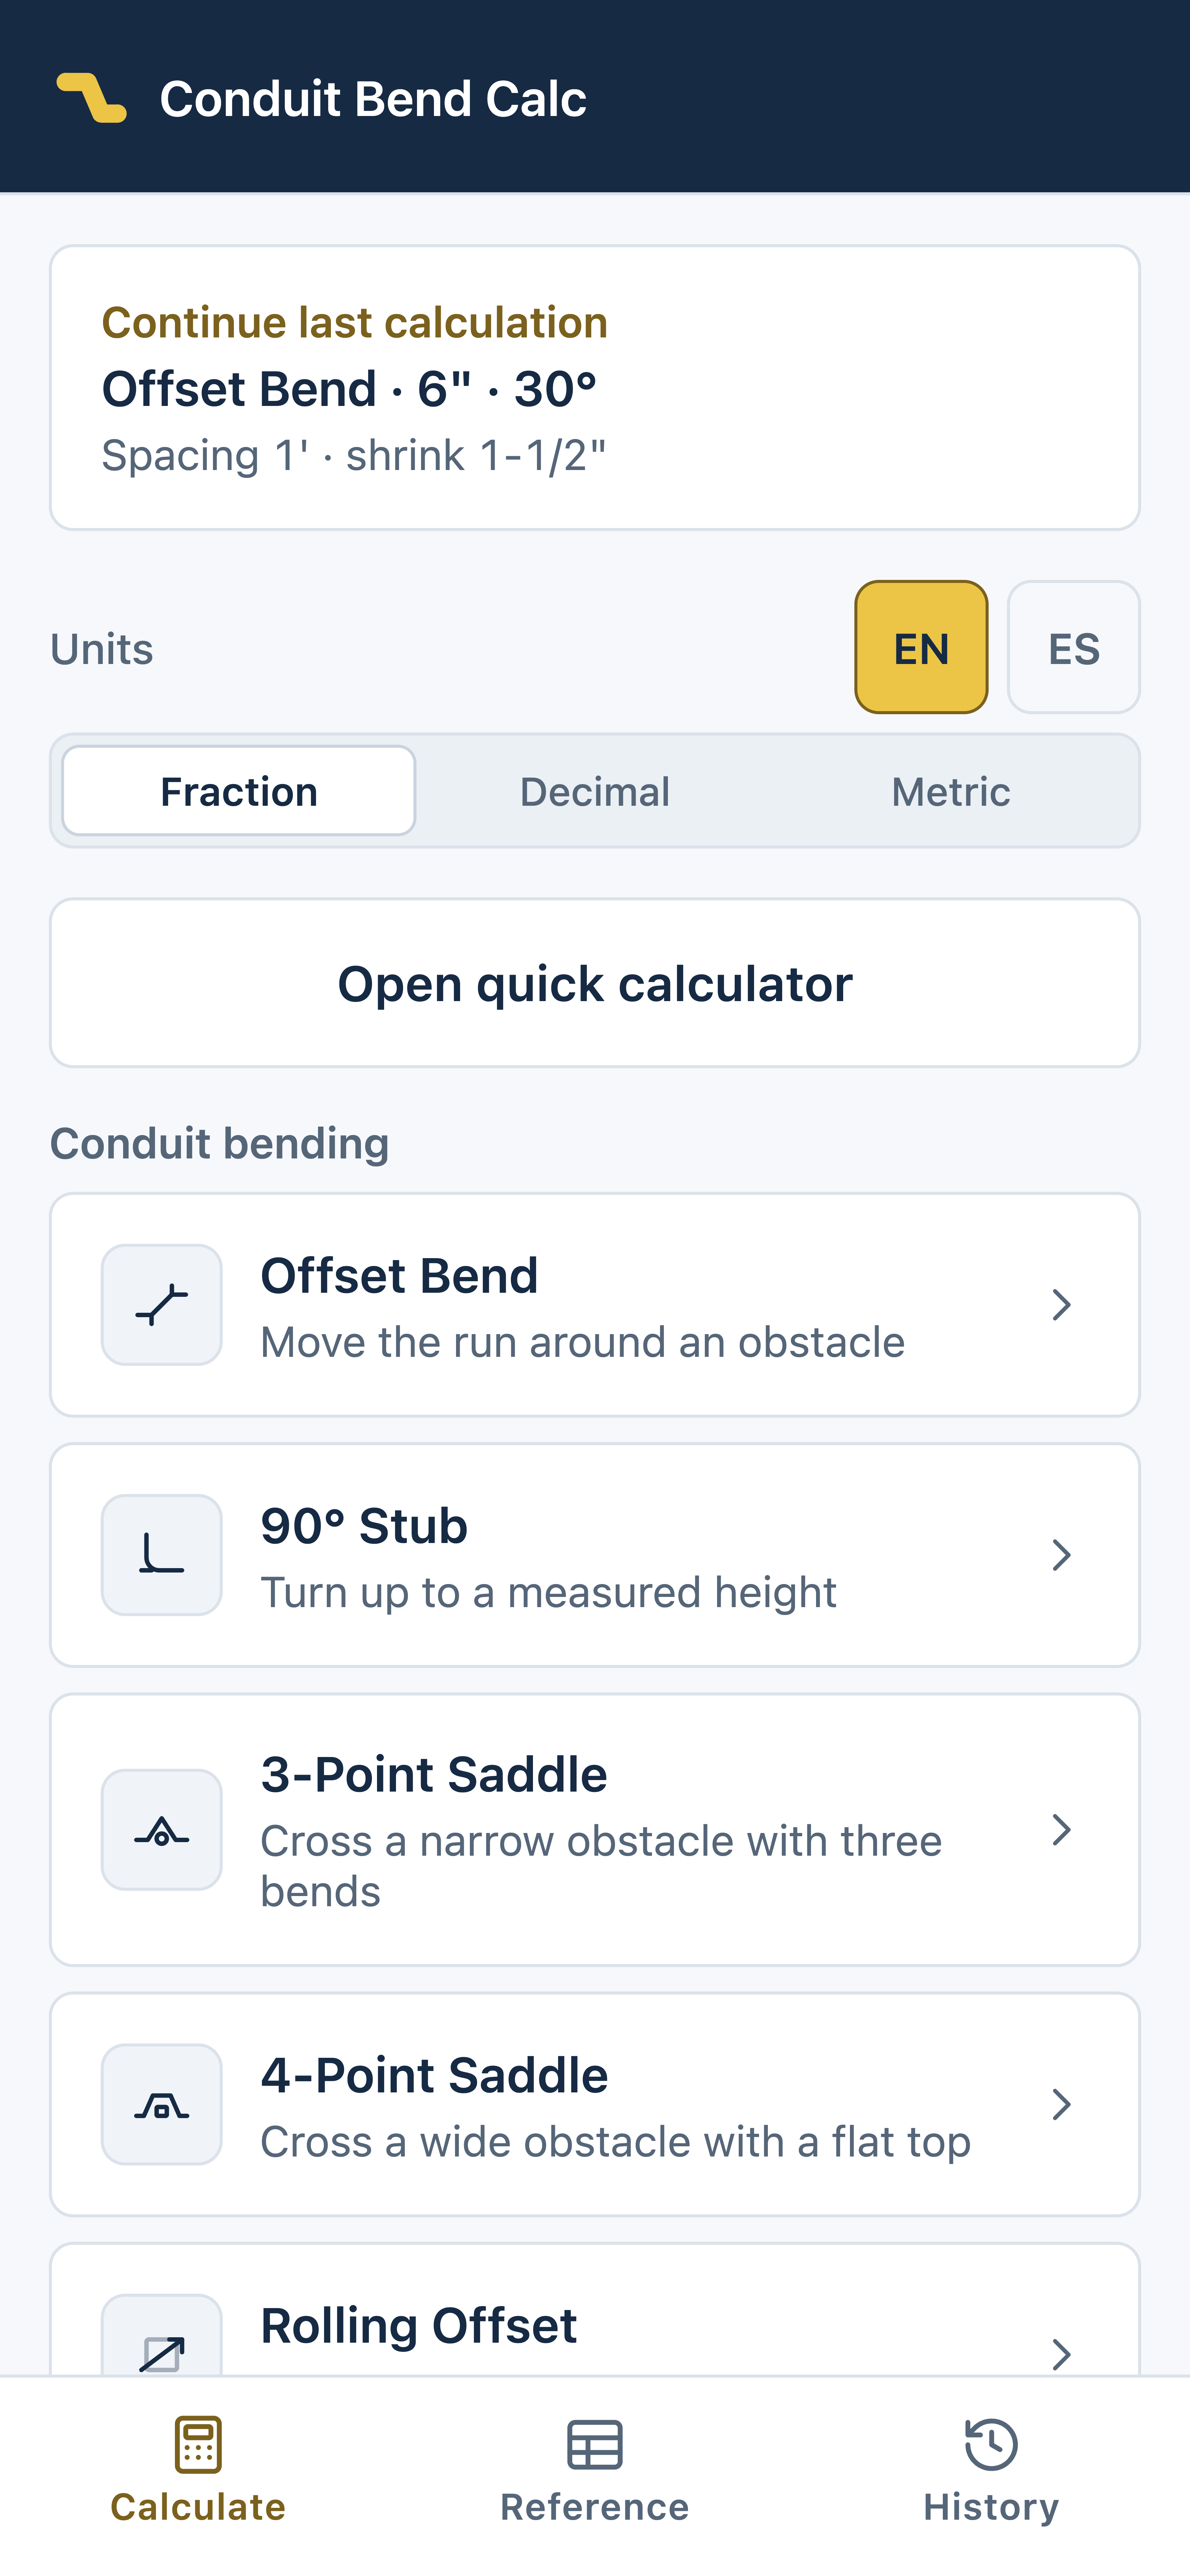 Conduit Bend Calc
Continue last calculation
Offset Bend · 6" · 30°
Spacing 1' · shrink 1-1/2"
Units
EN
ES
Fraction
Decimal
Metric
Open quick calculator
Conduit bending
Offset Bend
Move the run around an obstacle
90° Stub
Turn up to a measured height
3-Point Saddle
Cross a narrow obstacle with three
bends
4-Point Saddle
Cross a wide obstacle with a flat top
Rolling Offset
Calculate
Reference
History